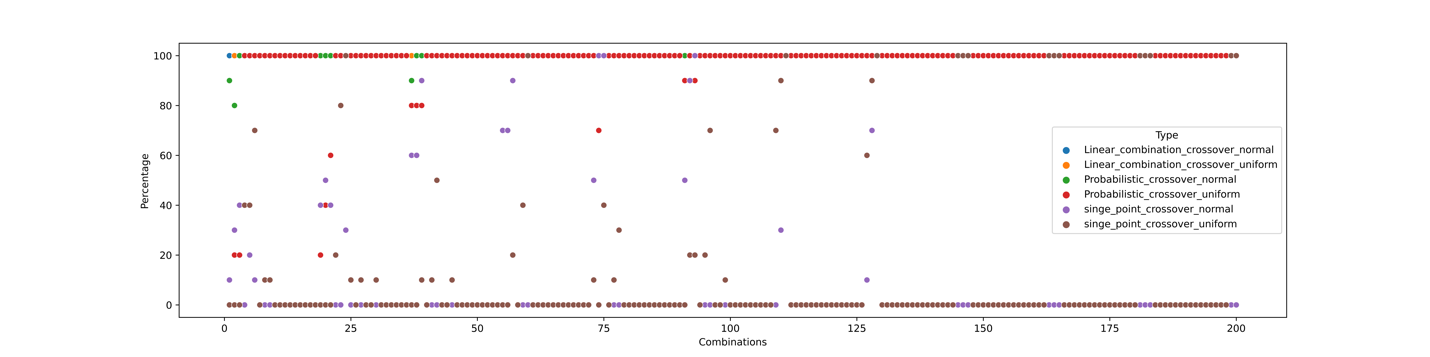 100
80
60
40
20
0
Percentage
0 25 50 75 100 125 150 175 200
Combinations
Type
Linear_combination_crossover_normal
Linear_combination_crossover_uniform
Probabilistic_crossover_normal
Probabilistic_crossover_uniform
singe_point_crossover_normal
singe_point_crossover_uniform